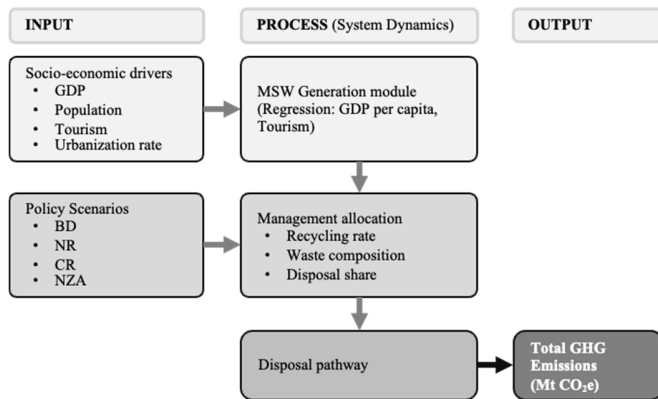 INPUT
PROCESS (System Dynamics)
OUTPUT
Socio-economic drivers
• GDP
• Population
• Tourism
• Urbanization rate
MSW Generation module
(Regression: GDP per capita,
Tourism)
Policy Scenarios
• BD
• NR
• CR
• NZA
Management allocation
• Recycling rate
• Waste composition
• Disposal share
Disposal pathway
Total GHG
Emissions
(Mt CO₂e)